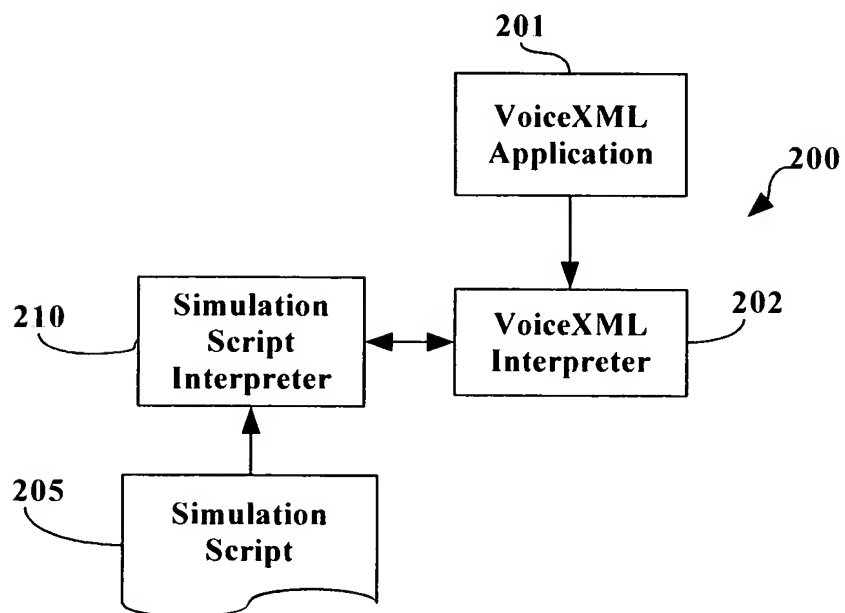 201
VoiceXML
Application
200
210
Simulation
Script
Interpreter
VoiceXML
Interpreter
202
205
Simulation
Script